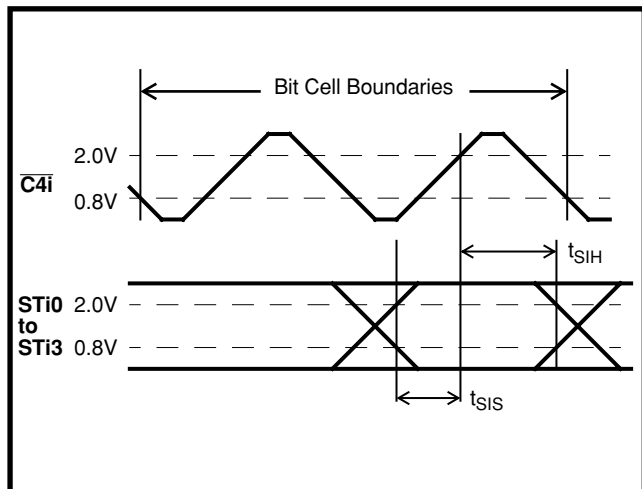 Bit Cell Boundaries
2.0V
C4i
0.8V
tSIH
STi0 2.0V
to
STi3 0.8V
tSIS